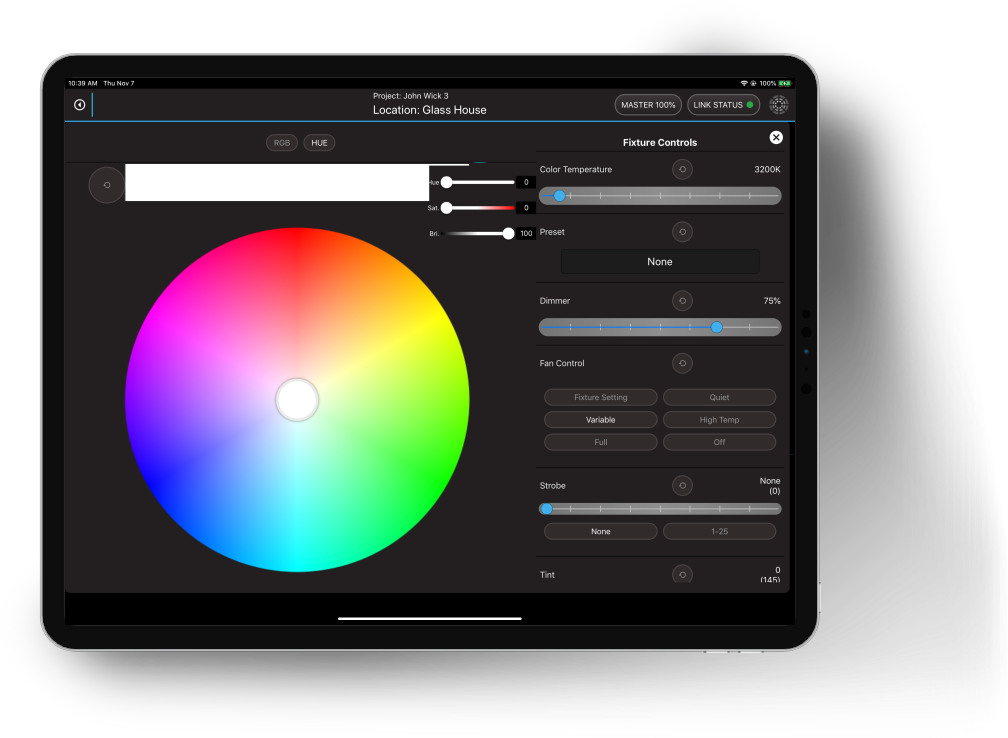 10:39 AM Thu Nov 7
100%
Project: John Wick 3
Location: Glass House
MASTER 100%
LINK STATUS
RGB
HUE
Fixture Controls
Hue
0
Sat.
0
Bri.
100
Color Temperature
3200K
Preset
None
Dimmer
75%
Fan Control
Fixture Setting
Quiet
Variable
High Temp
Full
Off
Strobe
None
(0)
None
1-25
Tint
0
(145)